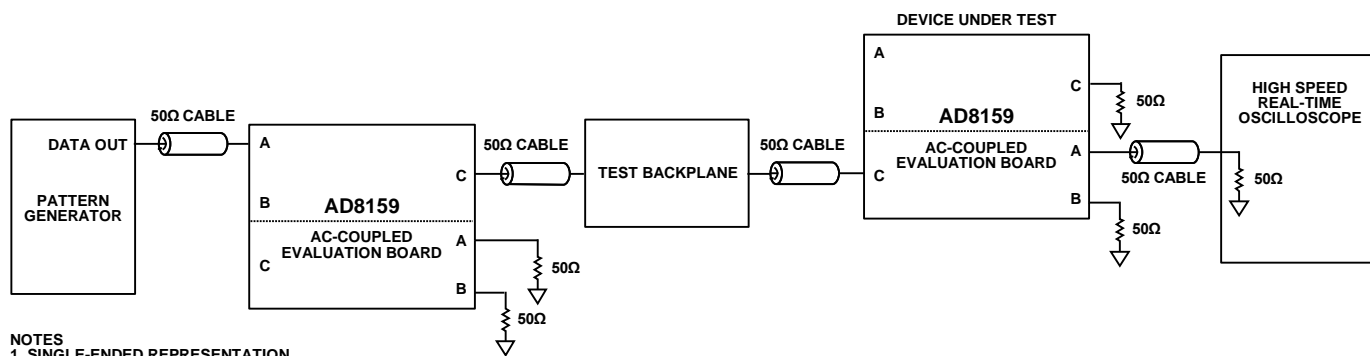 DEVICE UNDER TEST
50Ω CABLE
DATA OUT
PATTERN
GENERATOR
A
B
C
AD8159
AC-COUPLED
EVALUATION BOARD
C
A
B
50Ω
50Ω
50Ω CABLE
TEST BACKPLANE
50Ω CABLE
A
B
C
AD8159
AC-COUPLED
EVALUATION BOARD
C
A
B
50Ω
50Ω
50Ω CABLE
HIGH SPEED
REAL-TIME
OSCILLOSCOPE
50Ω
NOTES
1. SINGLE-ENDED REPRESENTATION